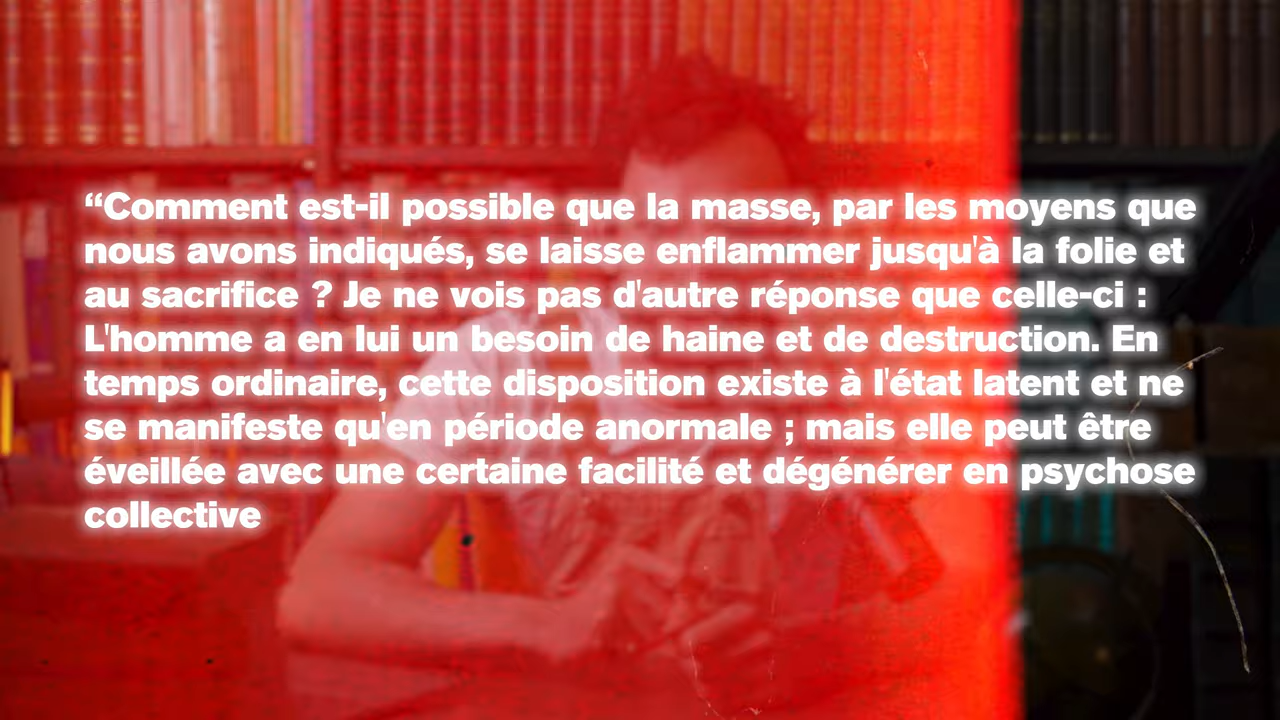 “Comment est-il possible que la masse, par les moyens que
nous avons indiqués, se laisse enflammer jusqu'à la folie et
au sacrifice ? Je ne vois pas d'autre réponse que celle-ci :
L'homme a en lui un besoin de haine et de destruction. En
temps ordinaire, cette disposition existe à l'état latent et ne
se manifeste qu'en période anormale ; mais elle peut être
éveillée avec une certaine facilité et dégénérer en psychose
collective